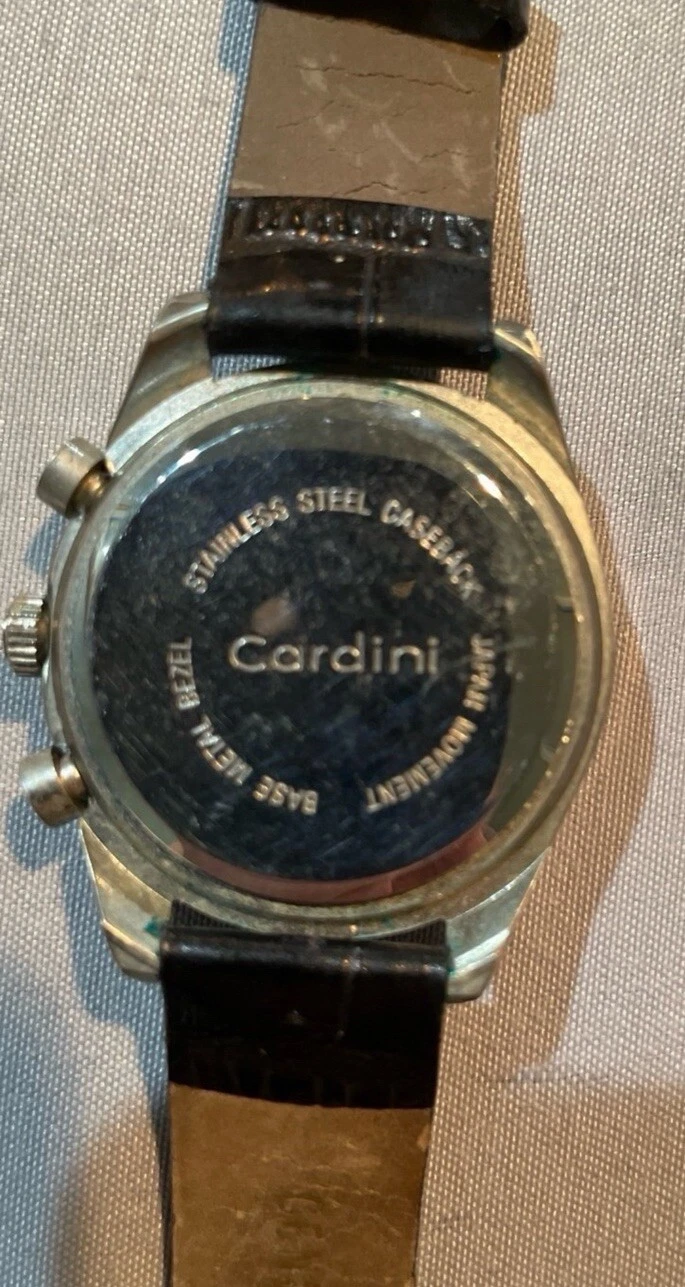 STAINLESS STEEL CASEBACK
JAPAN MOVEMENT
BASE METAL BEZEL
Cardini